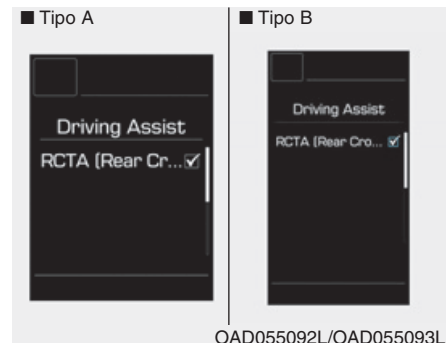 ■ Tipo A
Driving Assist
RCTA (Rear Cr...
■ Tipo B
Driving Assist
RCTA (Rear Cro...
OAD055092L/OAD055093L